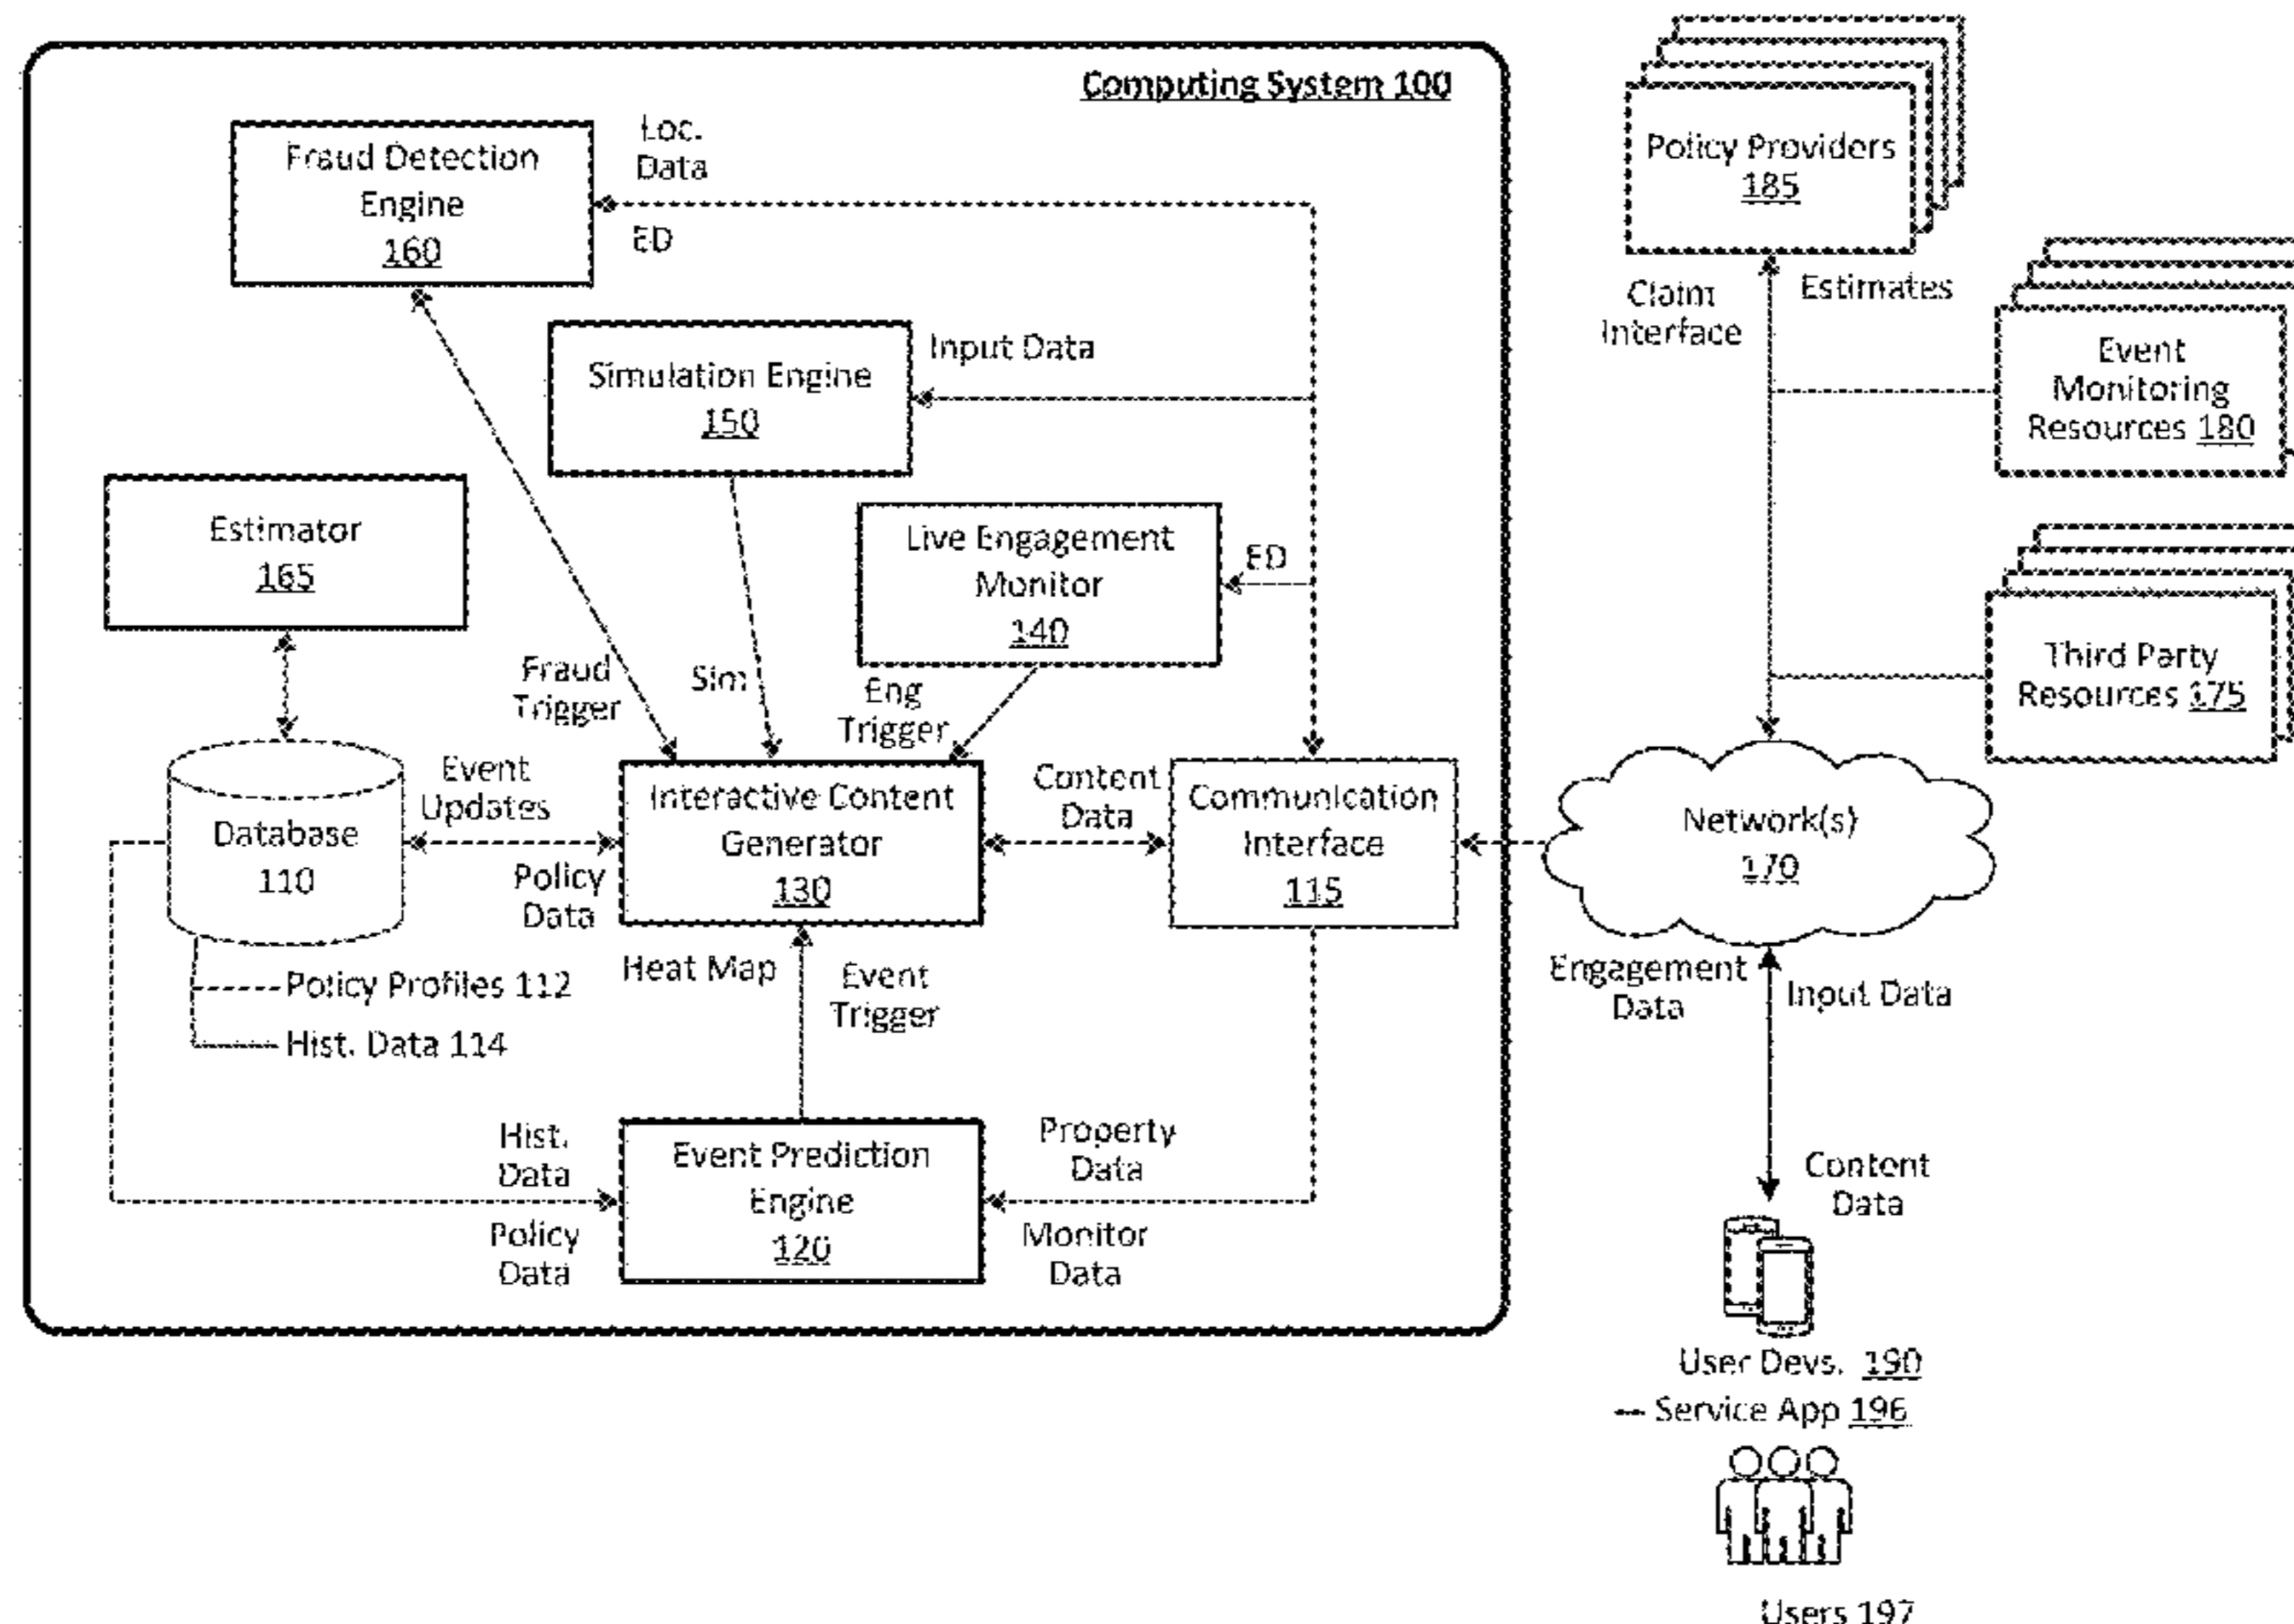 Computing System 100
Fraud Detection
Engine
160
Loc.
Data
ED
Simulation Engine
150
Input Data
Estimator
165
Live Engagement
Monitor
140
ED
Fraud
Trigger
Sim
Eng
Trigger
Database
110
Event
Updates
Policy
Data
Interactive Content
Generator
130
Content
Data
Communication
Interface
115
Policy Profiles 112
Hist. Data 114
Heat Map
Event
Trigger
Hist.
Data
Policy
Data
Event Prediction
Engine
120
Property
Data
Monitor
Data
Policy Providers
185
Claim
Interface
Estimates
Event
Monitoring
Resources 180
Third Party
Resources 175
Network(s)
170
Engagement
Data
Input Data
Content
Data
User Devs. 190
Service App 196
Users 197